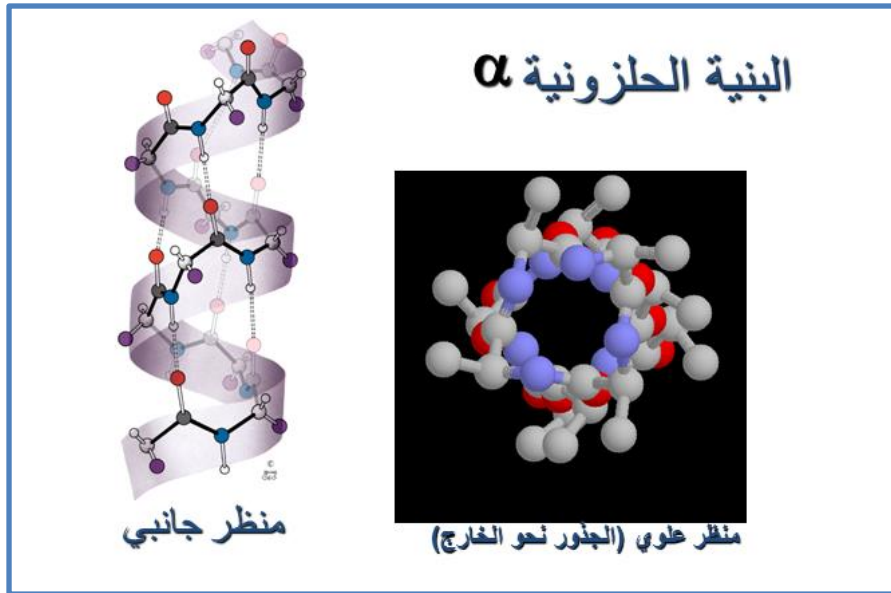 البنية الحلزونية α
منظر جانبي
منظر علوي (الجذور نحو الخارج)
©